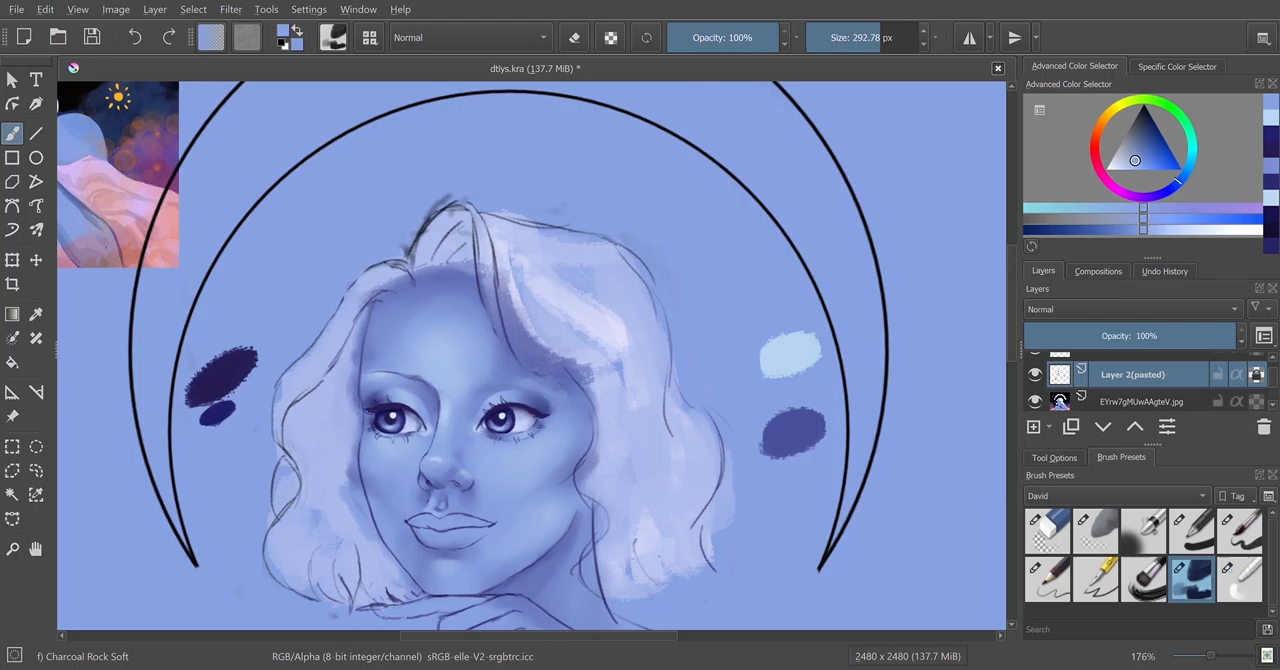 File Edit View Image Layer Select Filter Tools Settings Window Help
Normal Opacity: 100% Size: 292.78 px
dtiys.kra (137.7 MiB) *
Advanced Color Selector Specific Color Selector
Advanced Color Selector
Layers Compositions Undo History
Layers
Normal
Opacity: 100%
Layer 2(pasted)
EYrw7gMUwAAgteV.jpg
Tool Options Brush Presets
Brush Presets
David Tag
Search
f) Charcoal Rock Soft RGB/Alpha (8-bit integer/channel) sRGB-elle-V2-srgbtrc.icc 2480 x 2480 (137.7 MiB) 176%